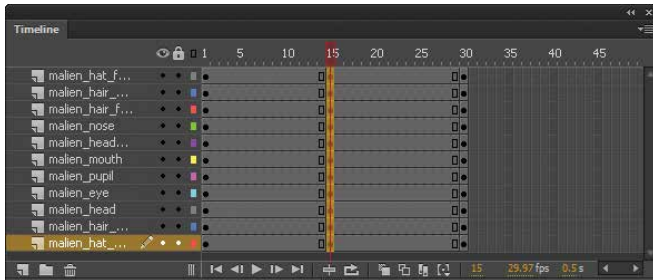 Timeline
1 5 10 15 20 25 30 35 40 45
malien_hat_f...
malien_hair_...
malien_hair_f...
malien_nose
malien_head...
malien_mouth
malien_pupil
malien_eye
malien_head
malien_hair_...
malien_hat_...
15 29.97 fps 0.5 s